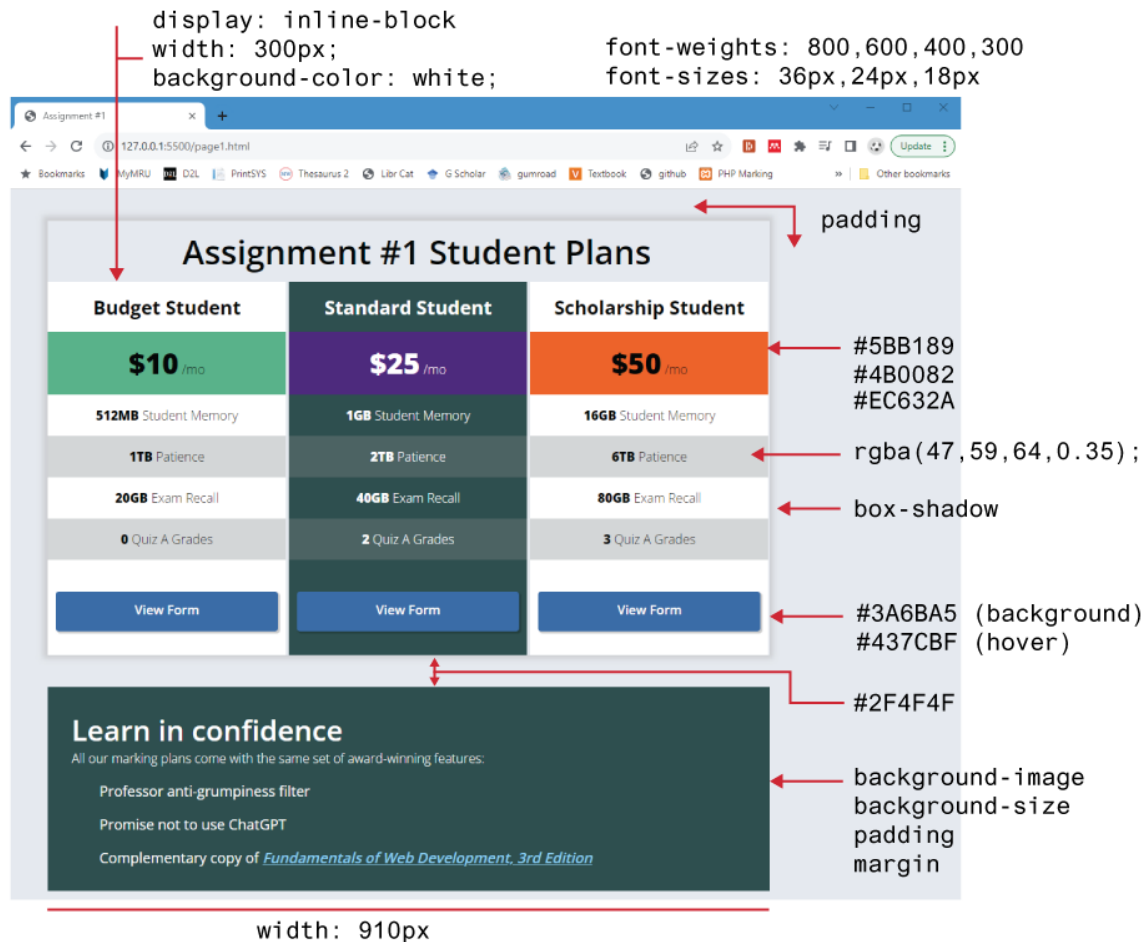 display: inline-block
width: 300px;
background-color: white;
font-weights: 800,600,400,300
font-sizes: 36px,24px,18px
Assignment #1
127.0.0.1:5500/page1.html
Update
Bookmarks MyMRU D2L D2L PrintSYS Thesaurus 2 Libr Cat G Scholar gumroad Textbook github PHP Marking » Other bookmarks
padding
Assignment #1 Student Plans
Budget Student Standard Student Scholarship Student
$10 /mo $25 /mo $50 /mo
#5BB189
#4B0082
#EC632A
512MB Student Memory 1GB Student Memory 16GB Student Memory
1TB Patience 2TB Patience 6TB Patience
rgba(47,59,64,0.35);
20GB Exam Recall 40GB Exam Recall 80GB Exam Recall
box-shadow
0 Quiz A Grades 2 Quiz A Grades 3 Quiz A Grades
View Form View Form View Form
#3A6BA5 (background)
#437CBF (hover)
#2F4F4F
Learn in confidence
All our marking plans come with the same set of award-winning features:
Professor anti-grumpiness filter
Promise not to use ChatGPT
Complementary copy of Fundamentals of Web Development, 3rd Edition
background-image
background-size
padding
margin
width: 910px